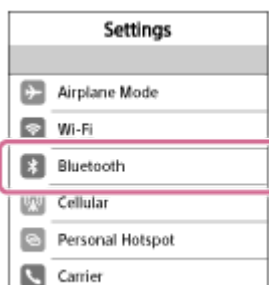 Settings
Airplane Mode
Wi-Fi
Bluetooth
Cellular
Personal Hotspot
Carrier